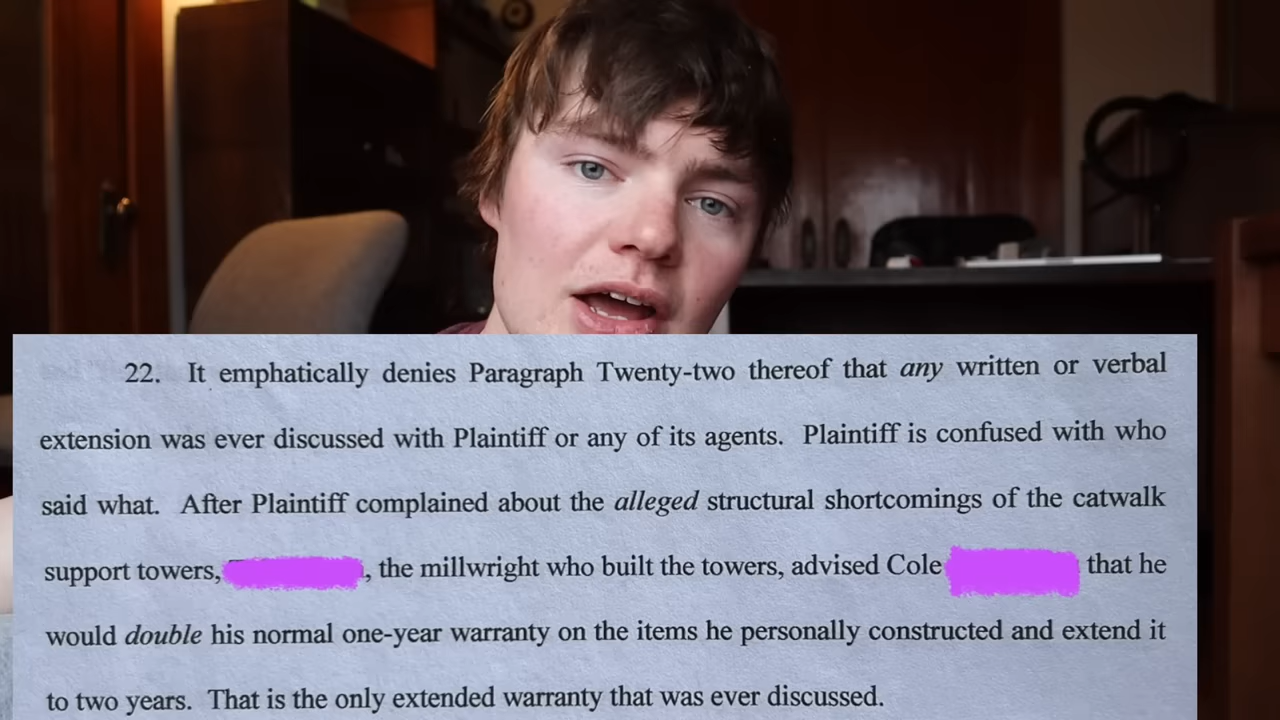 22. It emphatically denies Paragraph Twenty-two thereof that any written or verbal
extension was ever discussed with Plaintiff or any of its agents. Plaintiff is confused with who
said what. After Plaintiff complained about the alleged structural shortcomings of the catwalk
support towers, , the millwright who built the towers, advised Cole that he
would double his normal one-year warranty on the items he personally constructed and extend it
to two years. That is the only extended warranty that was ever discussed.